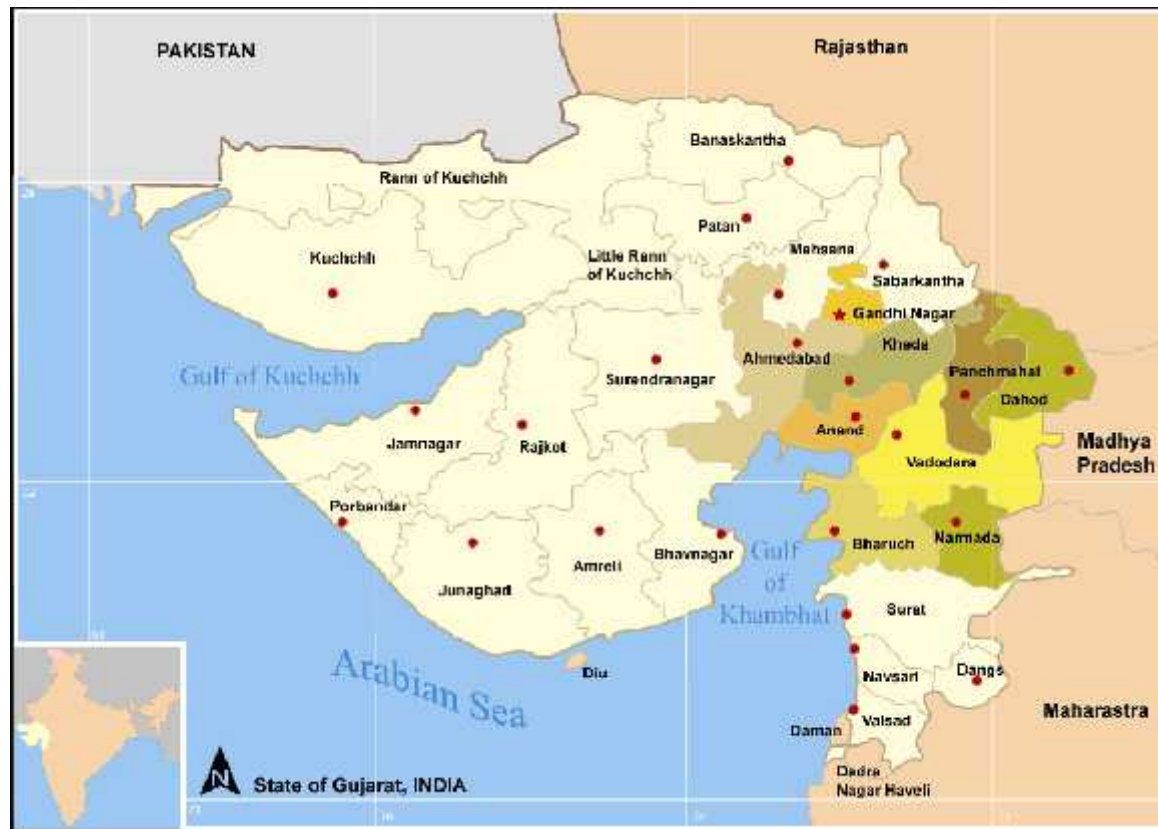 PAKISTAN
Rajasthan
Banaskantha
Rann of Kuchchh
Patan
Mehsana
Kuchchh
Little Rann
of Kuchchh
Sabarkantha
Gandhi Nagar
Kheda
Ahmedabad
Gulf of Kuchchh
Surendranagar
Panchmahal
Dahod
Anand
Jamnagar
Rajkot
Madhya
Pradesh
Vadodara
Porbandar
Bharuch
Narmada
Bhavnagar
Gulf
of
Khambhat
Amreli
Junaghad
Surat
Arabian Sea
Diu
Navsari
Dangs
Valsad
Daman
Maharastra
Dadra
Nagar Haveli
N
State of Gujarat, INDIA